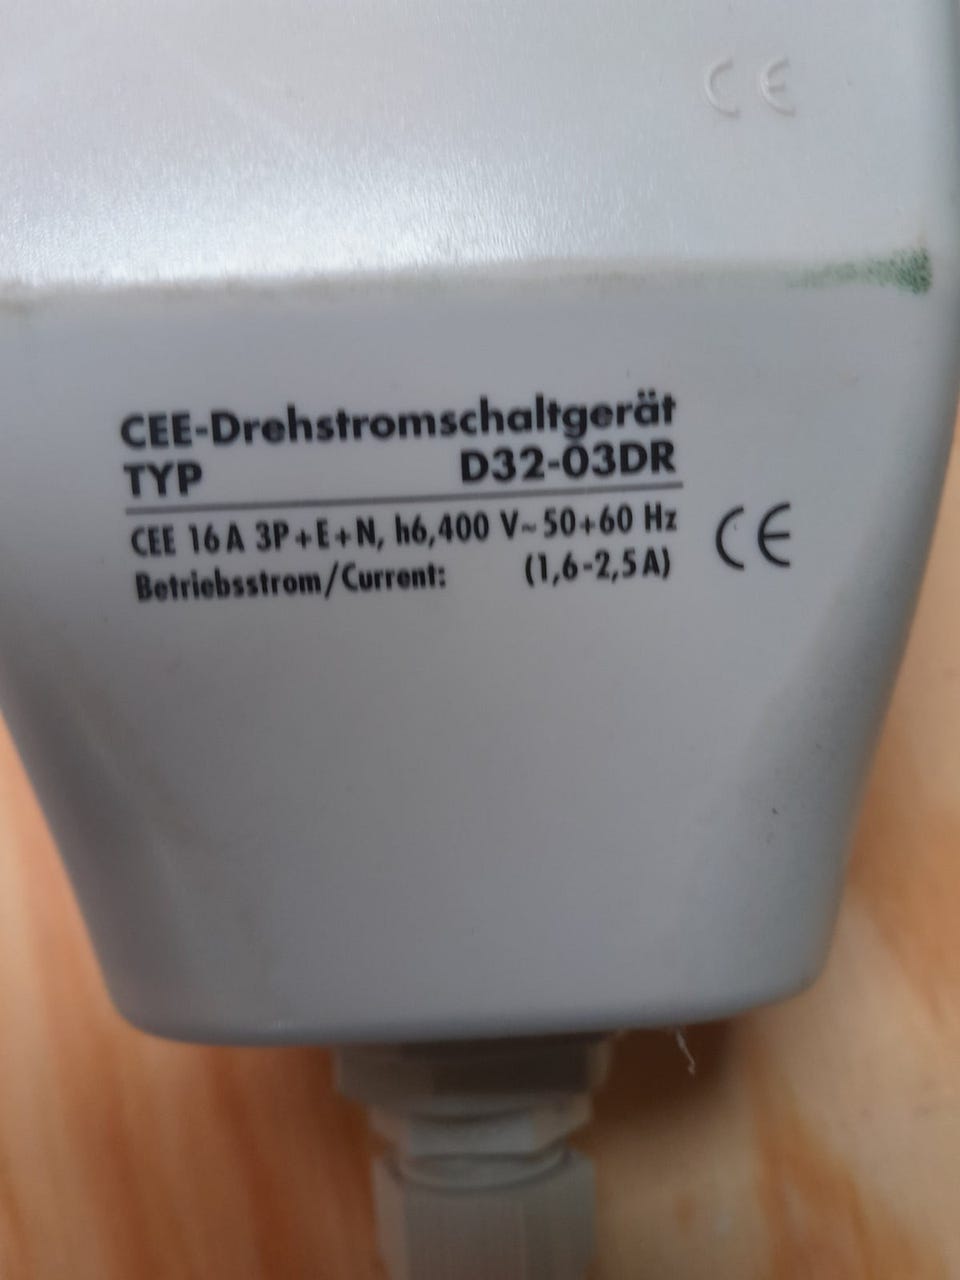 CE
CEE-Drehstromschaltgerät
TYP D32-03DR
CEE 16A 3P+E+N, h6,400 V~ 50+60 Hz CE
Betriebsstrom/Current: (1,6-2,5A)